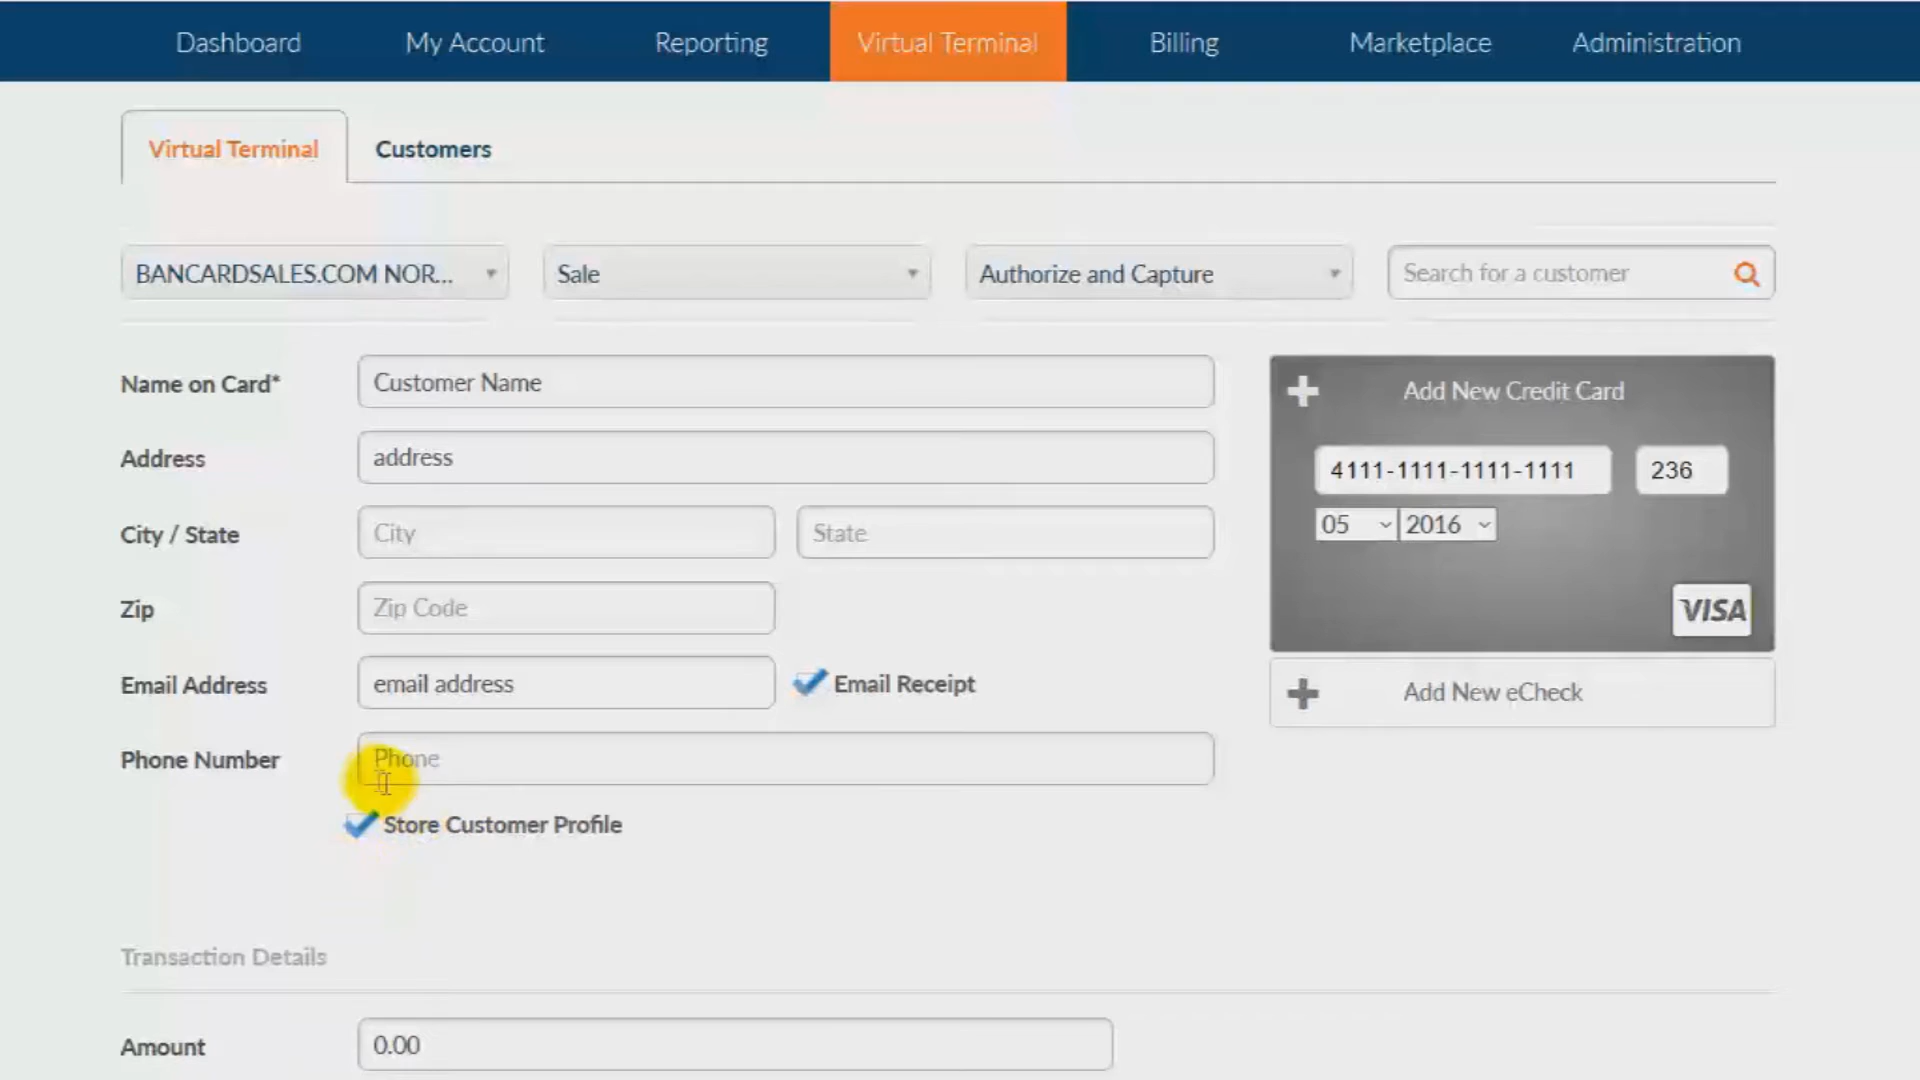 Dashboard My Account Reporting Virtual Terminal Billing Marketplace Administration
Virtual Terminal Customers
BANCARDSALES.COM NOR... Sale Authorize and Capture Search for a customer
Name on Card* Customer Name
Add New Credit Card
Address address
4111-1111-1111-1111 236
05 2016
City / State City State
Zip Zip Code
VISA
Email Address email address Email Receipt
Add New eCheck
Phone Number Phone
Store Customer Profile
Transaction Details
Amount 0.00